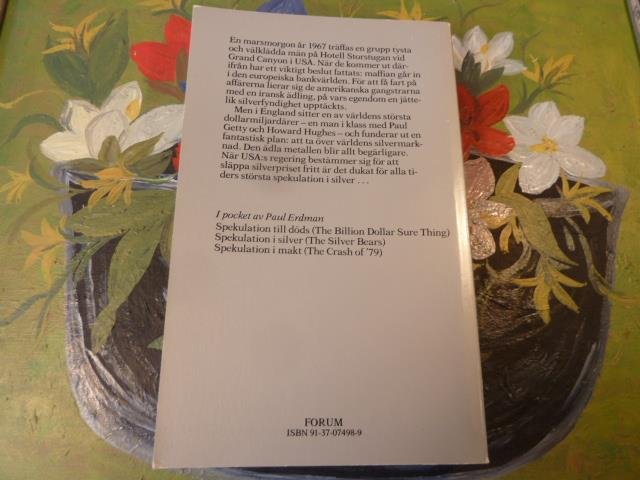 En marsmorgon år 1967 träffas en grupp tysta
och välklädda män på Hotell Storstugan vid
Grand Canyon i USA. När de kommer ut där-
ifrån har ett viktigt beslut fattats: maffian går in
i den europeiska bankvärlden. För att få fart på
affärerna lierar sig de amerikanska gangstrarna
med en iransk ädling, på vars egendom en jätte-
lik silverfyndighet upptäckts.
Men i England sitter en av världens största
dollarmiljardärer – en man i klass med Paul
Getty och Howard Hughes – och funderar ut en
fantastisk plan: att ta över världens silvermark-
nad. Den ädla metallen blir allt begärligare.
När USA:s regering bestämmer sig för att
släppa silverpriset fritt är det dukat för alla ti-
ders största spekulation i silver ...
I pocket av Paul Erdman
Spekulation till döds (The Billion Dollar Sure Thing)
Spekulation i silver (The Silver Bears)
Spekulation i makt (The Crash of '79)
FORUM
ISBN 91-37-07498-9